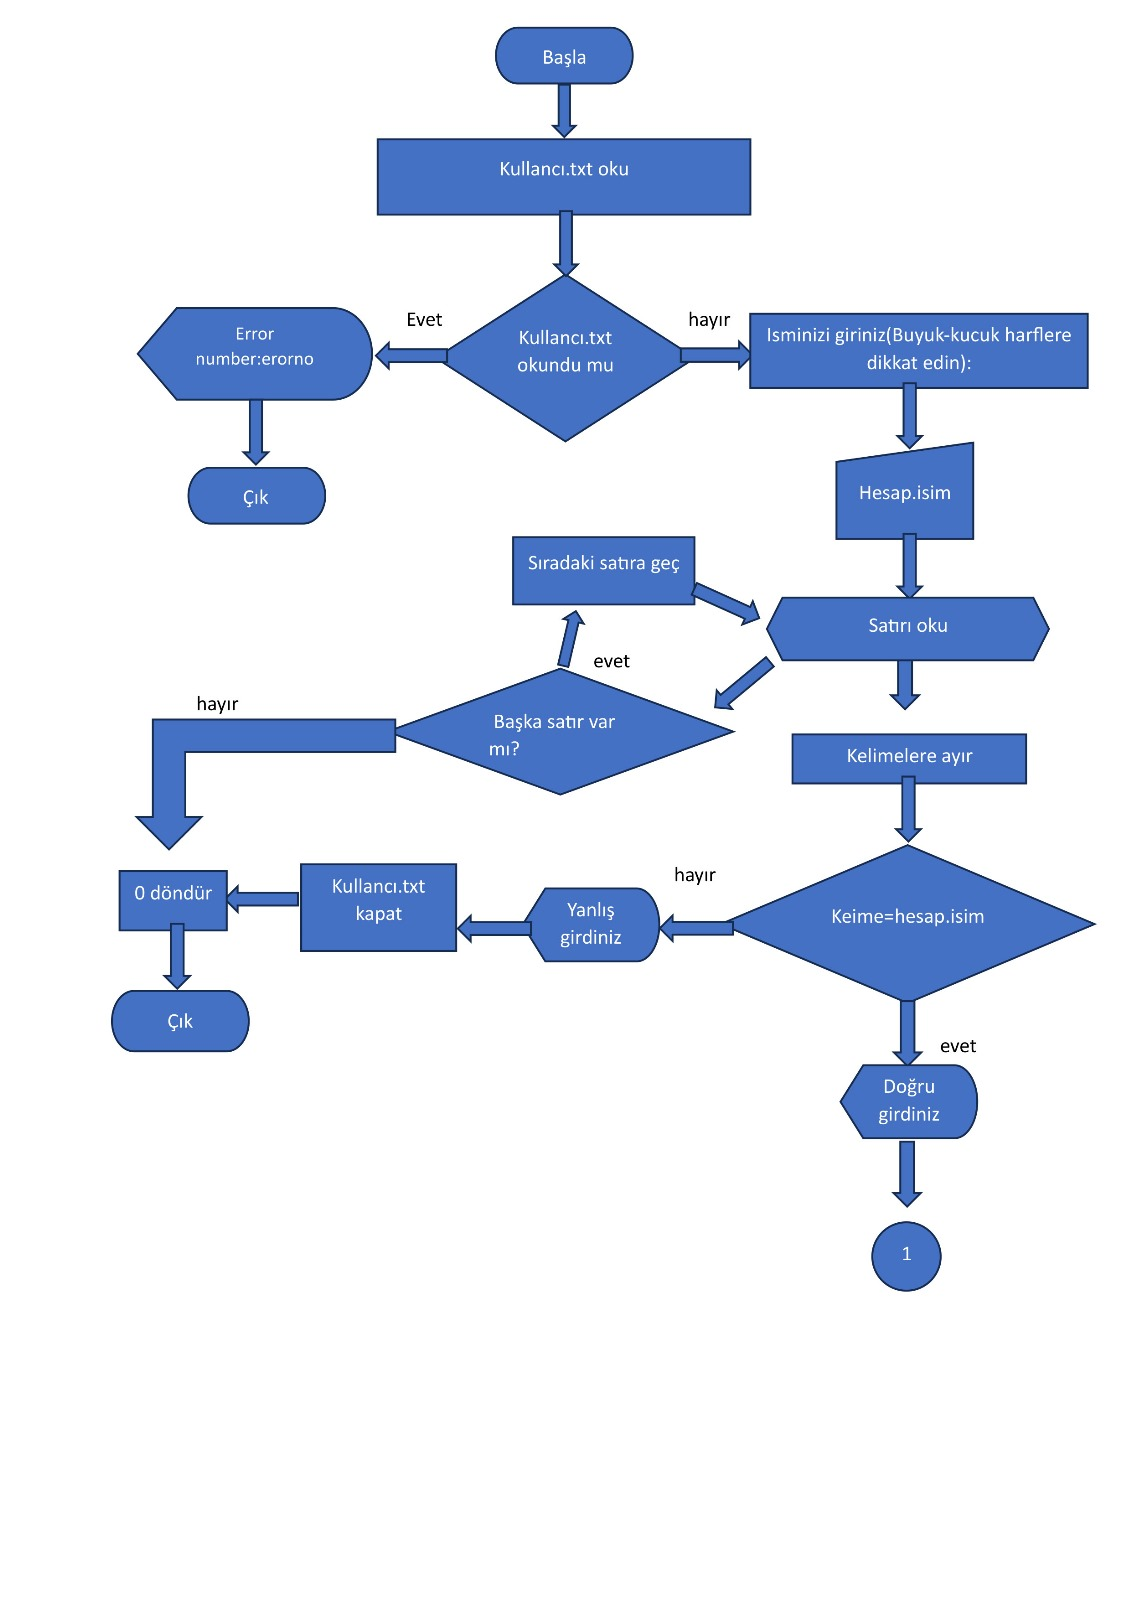 Başla
Kullancı.txt oku
Evet
hayır
Error
number:erorno
Kullancı.txt
okundu mu
Isminizi giriniz(Buyuk-kucuk harflere
dikkat edin):
Çık
Hesap.isim
Sıradaki satıra geç
Satırı oku
evet
hayır
Başka satır var
mı?
Kelimelere ayır
0 döndür
Kullancı.txt
kapat
Yanlış
girdiniz
hayır
Keime=hesap.isim
Çık
evet
Doğru
girdiniz
1